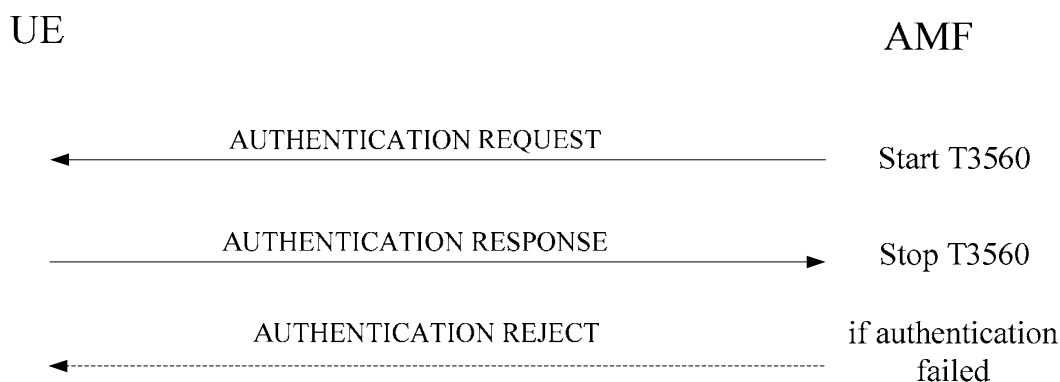 UE
AMF
AUTHENTICATION REQUEST
Start T3560
AUTHENTICATION RESPONSE
Stop T3560
AUTHENTICATION REJECT
if authentication
failed